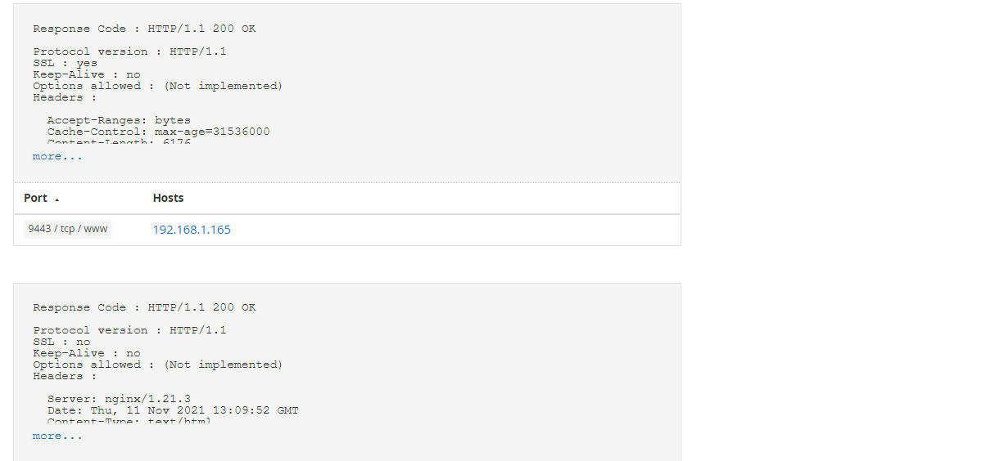 Response Code : HTTP/1.1 200 OK
Protocol version : HTTP/1.1
SSL : yes
Keep-Alive : no
Options allowed : (Not implemented)
Headers :
Accept-Ranges: bytes
Cache-Control: max-age=31536000
Content-Length: 6176
more...
Port ▲ Hosts
9443 / tcp / www 192.168.1.165
Response Code : HTTP/1.1 200 OK
Protocol version : HTTP/1.1
SSL : no
Keep-Alive : no
Options allowed : (Not implemented)
Headers :
Server: nginx/1.21.3
Date: Thu, 11 Nov 2021 13:09:52 GMT
Content-Type: text/html
more...